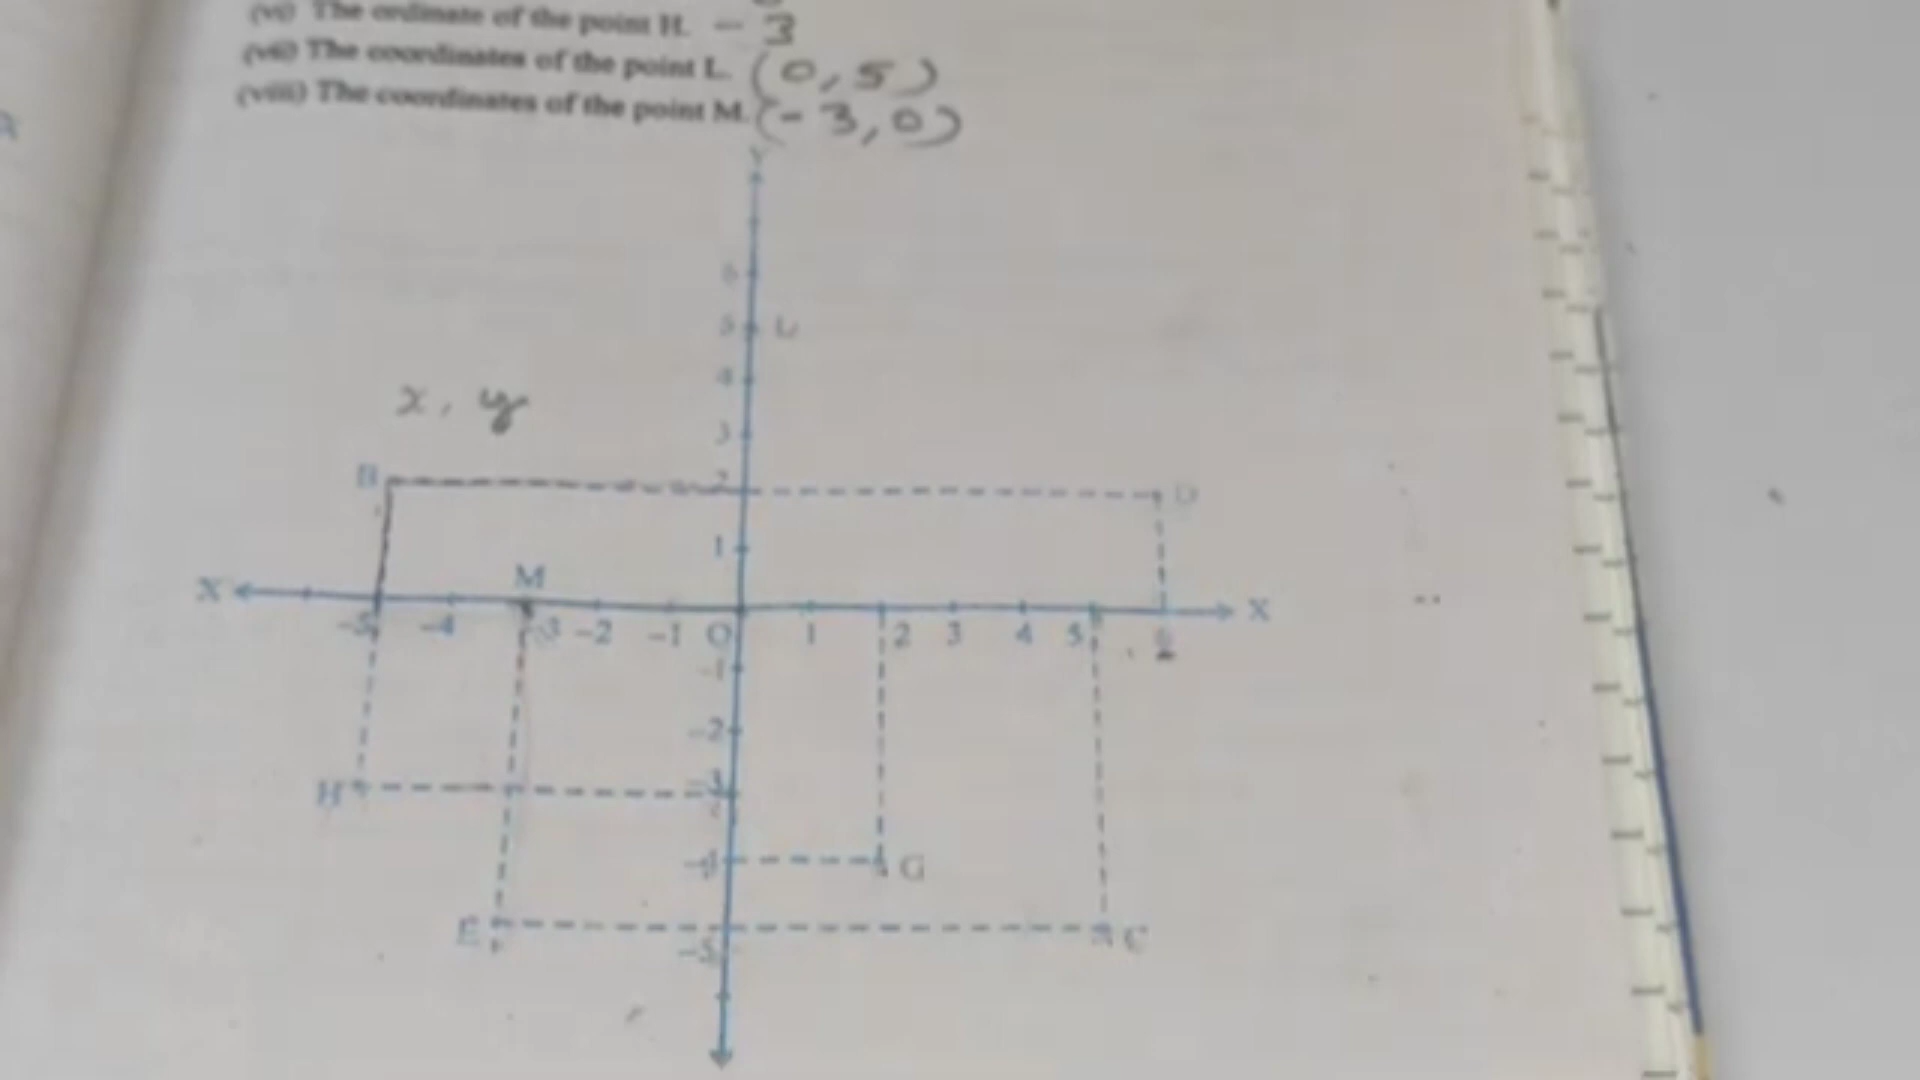 (vi) The ordinate of the point H. - 3
(vii) The coordinates of the point L. (0,5)
(viii) The coordinates of the point M. (-3,0)
Y
6
5 L
4
x, y
3
B 2 D
1
M
X' -5 -4 -3 -2 -1 O 1 2 3 4 5 6 X
-1
-2
H -3
-4 G
E -5 C